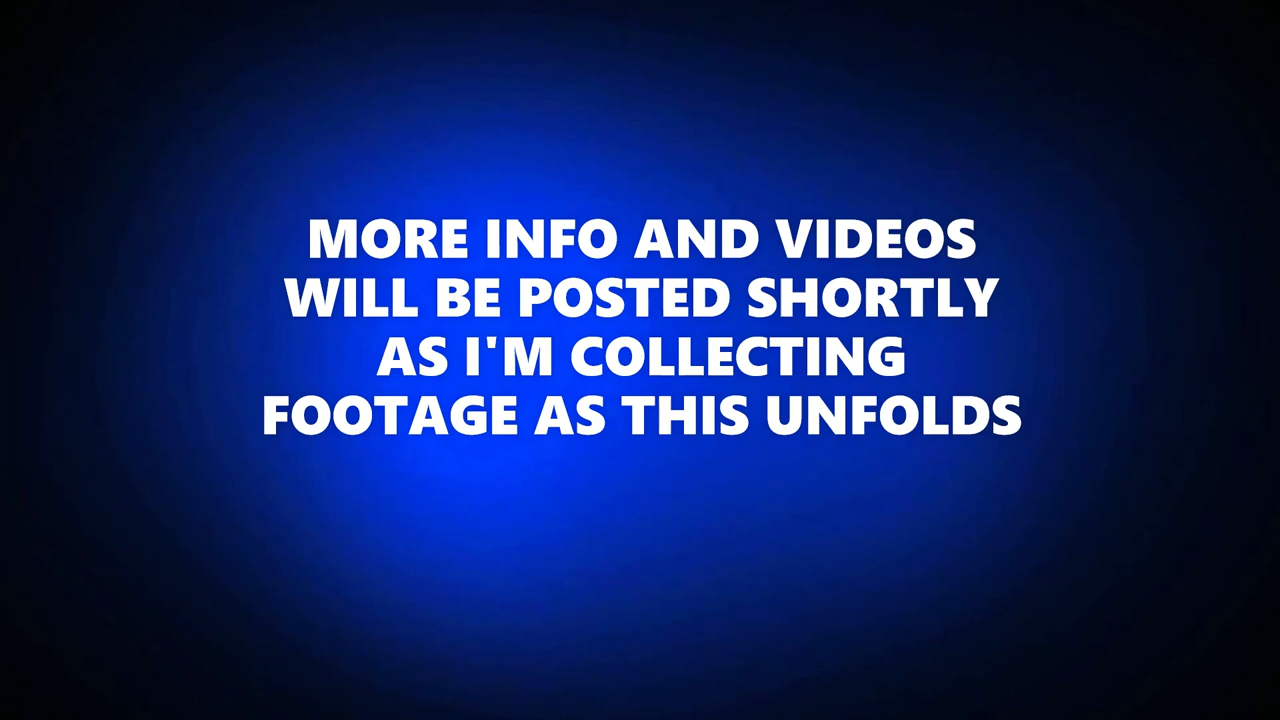 MORE INFO AND VIDEOS
WILL BE POSTED SHORTLY
AS I'M COLLECTING
FOOTAGE AS THIS UNFOLDS